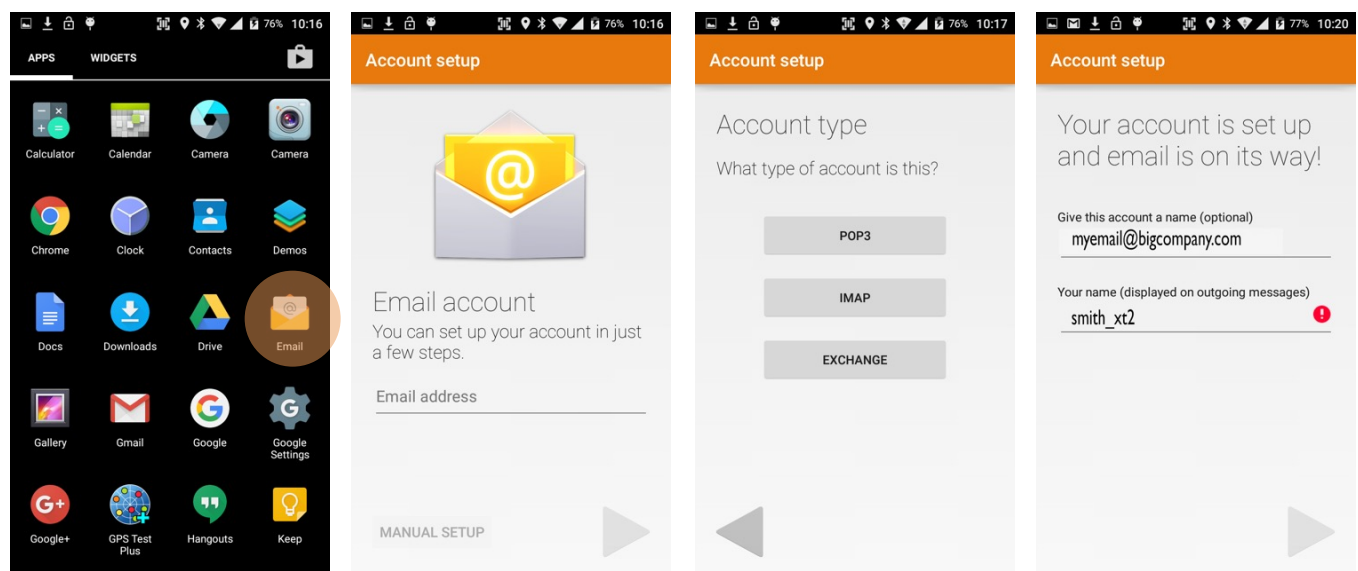 76% 10:16
APPS WIDGETS
Calculator Calendar Camera Camera
31
Chrome Clock Contacts Demos
@
Docs Downloads Drive Email
Gallery Gmail Google Google
Settings
G+
Google+ GPS Test Hangouts Keep
Plus
76% 10:16
Account setup
@
Email account
You can set up your account in just
a few steps.
Email address
MANUAL SETUP
76% 10:17
Account setup
Account type
What type of account is this?
POP3
IMAP
EXCHANGE
77% 10:20
Account setup
Your account is set up
and email is on its way!
Give this account a name (optional)
myemail@bigcompany.com
Your name (displayed on outgoing messages)
smith_xt2